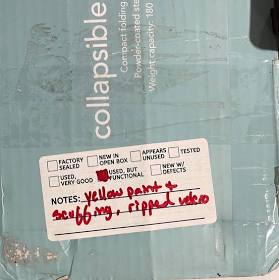 collapsible
Compact folding
Powder-coated ste
Weight capacity: 180
FACTORY SEALED
NEW IN OPEN BOX
APPEARS UNUSED
TESTED
USED, VERY GOOD
USED, BUT FUNCTIONAL
NEW W/ DEFECTS
NOTES: yellow paint +
scuffing, ripped velcro